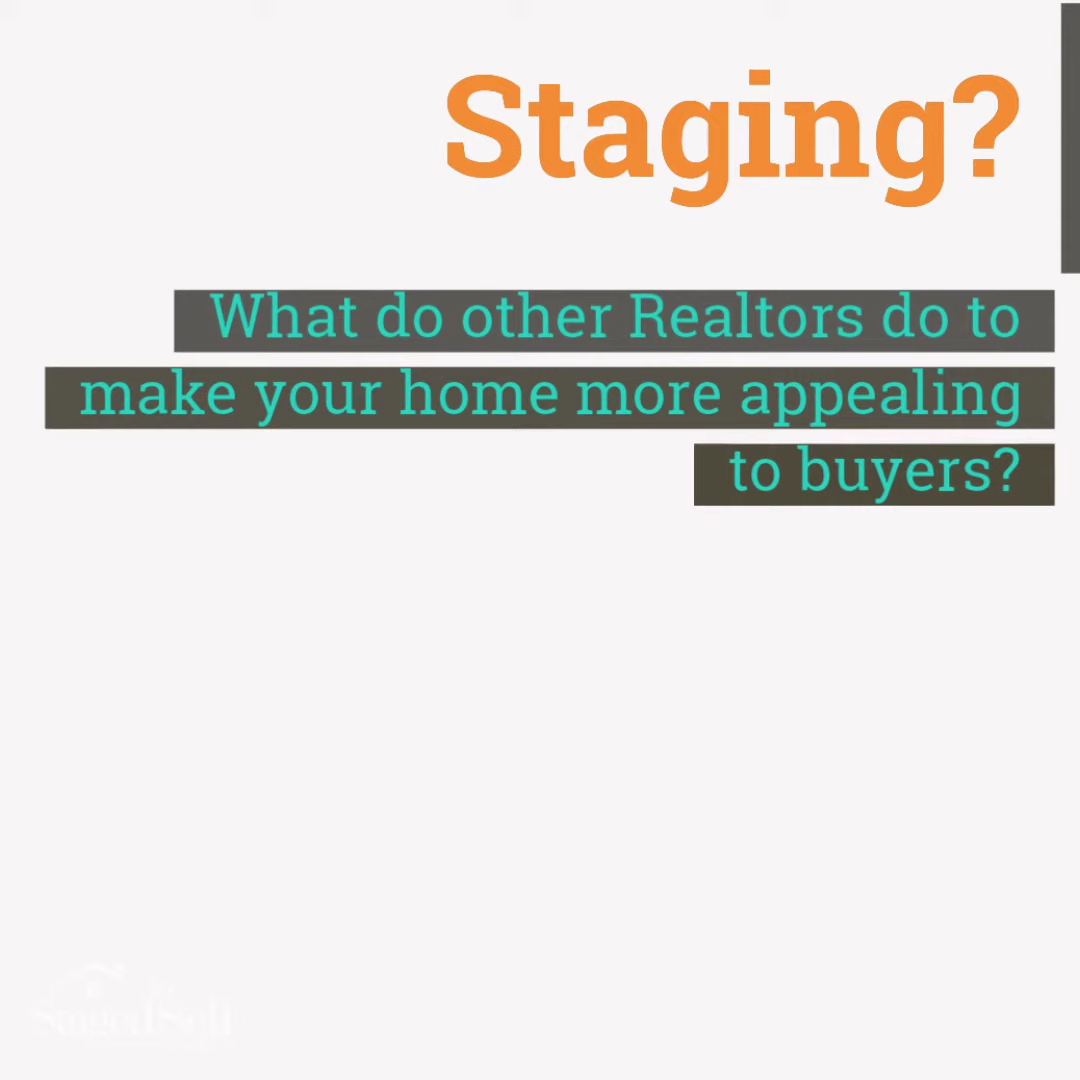 Staging?
What do other Realtors do to
make your home more appealing
to buyers?